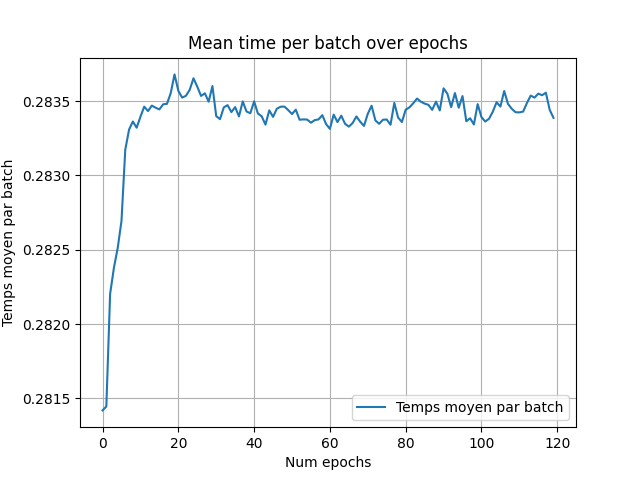 Mean time per batch over epochs
Temps moyen par batch
0.2835
0.2830
0.2825
0.2820
0.2815
Temps moyen par batch
0 20 40 60 80 100 120
Num epochs